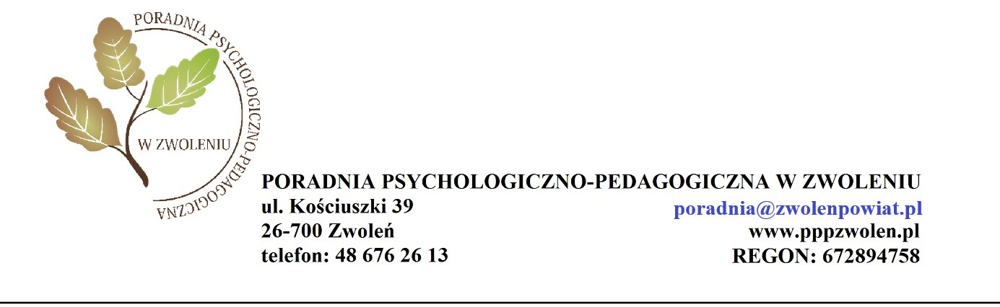 PORADNIA PSYCHOLOGICZNO-PEDAGOGICZNA
W ZWOLENIU
PORADNIA PSYCHOLOGICZNO-PEDAGOGICZNA W ZWOLENIU
ul. Kościuszki 39
poradnia@zwolenpowiat.pl
26-700 Zwoleń
www.pppzwolen.pl
telefon: 48 676 26 13
REGON: 672894758